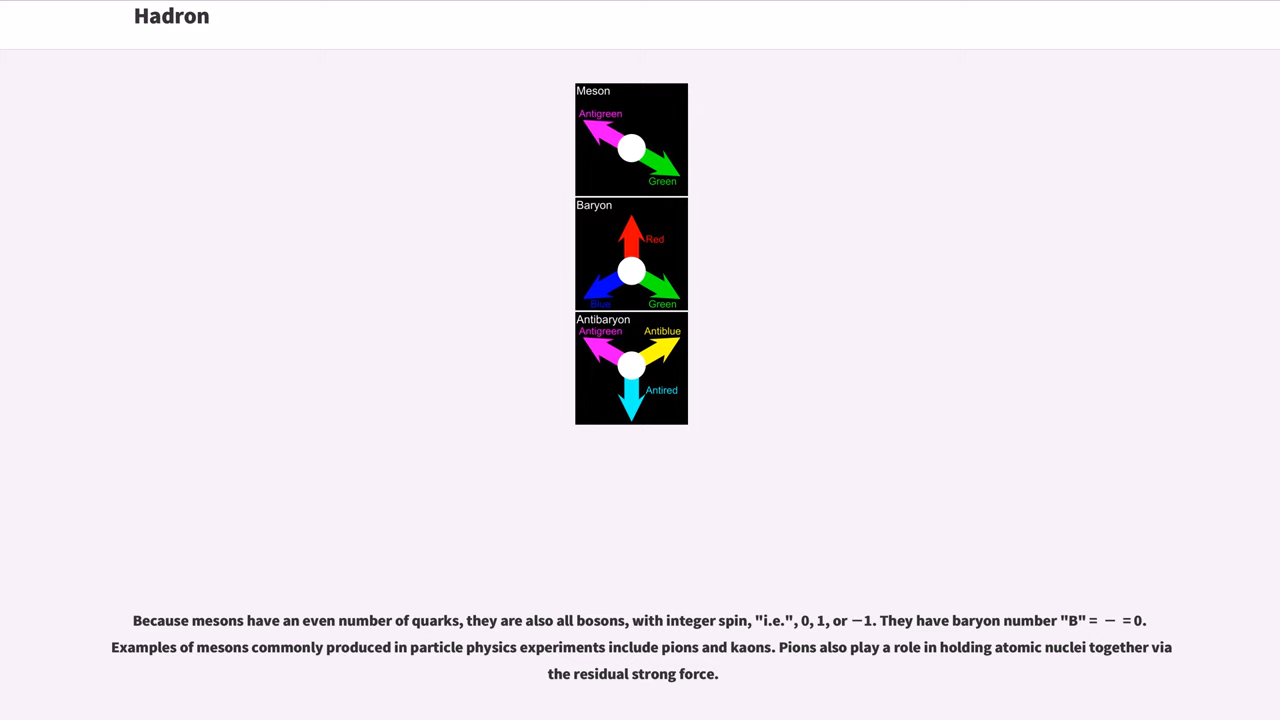 Hadron
Meson
Antigreen
Green
Baryon
Red
Blue
Green
Antibaryon
Antigreen Antiblue
Antired
Because mesons have an even number of quarks, they are also all bosons, with integer spin, "i.e.", 0, 1, or −1. They have baryon number "B" = − = 0.
Examples of mesons commonly produced in particle physics experiments include pions and kaons. Pions also play a role in holding atomic nuclei together via
the residual strong force.